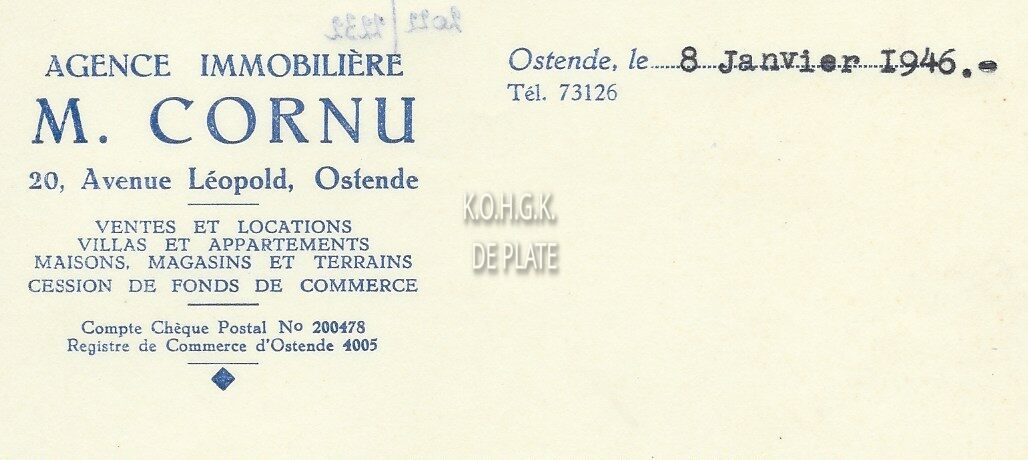 AGENCE IMMOBILIÈRE
M. CORNU
20, Avenue Léopold, Ostende
VENTES ET LOCATIONS
VILLAS ET APPARTEMENTS
MAISONS, MAGASINS ET TERRAINS
CESSION DE FONDS DE COMMERCE
Compte Chèque Postal No 200478
Registre de Commerce d'Ostende 4005
Ostende, le 8 Janvier 1946.-
Tél. 73126
K.O.H.G.K.
DE PLATE